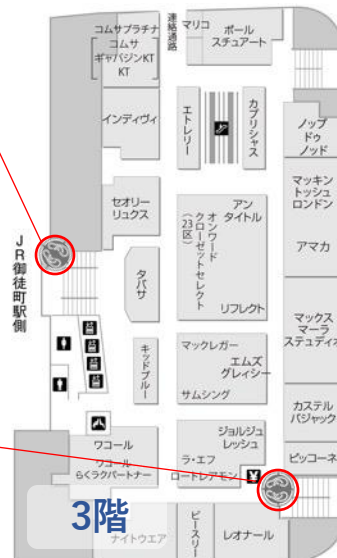 コムサプラチナ
コムサ
ギャバジンKT
KT
連絡通路
マリコ
ポール
スチュアート
インディヴィ
エトレリー
カプリシャス
ノップ
ドゥ
ノッド
セオリー
リュクス
アン
タイトル
オンワード
クローゼットセレクト
(23区)
リフレクト
マッキン
トッシュ
ロンドン
アマカ
JR御徒町駅側
タバサ
キッドブルー
マックレガー
エムズ
グレィシー
サムシング
マックス
マーラ
ステュディオ
カステル
バジャック
ワコール
ワコール
らくラクパートナー
ジョルジュ
レッシュ
ラ・エフ
ロートレアモン
¥
ピッコーネ
3階
ナイトウエア
ビースリー
レオナール